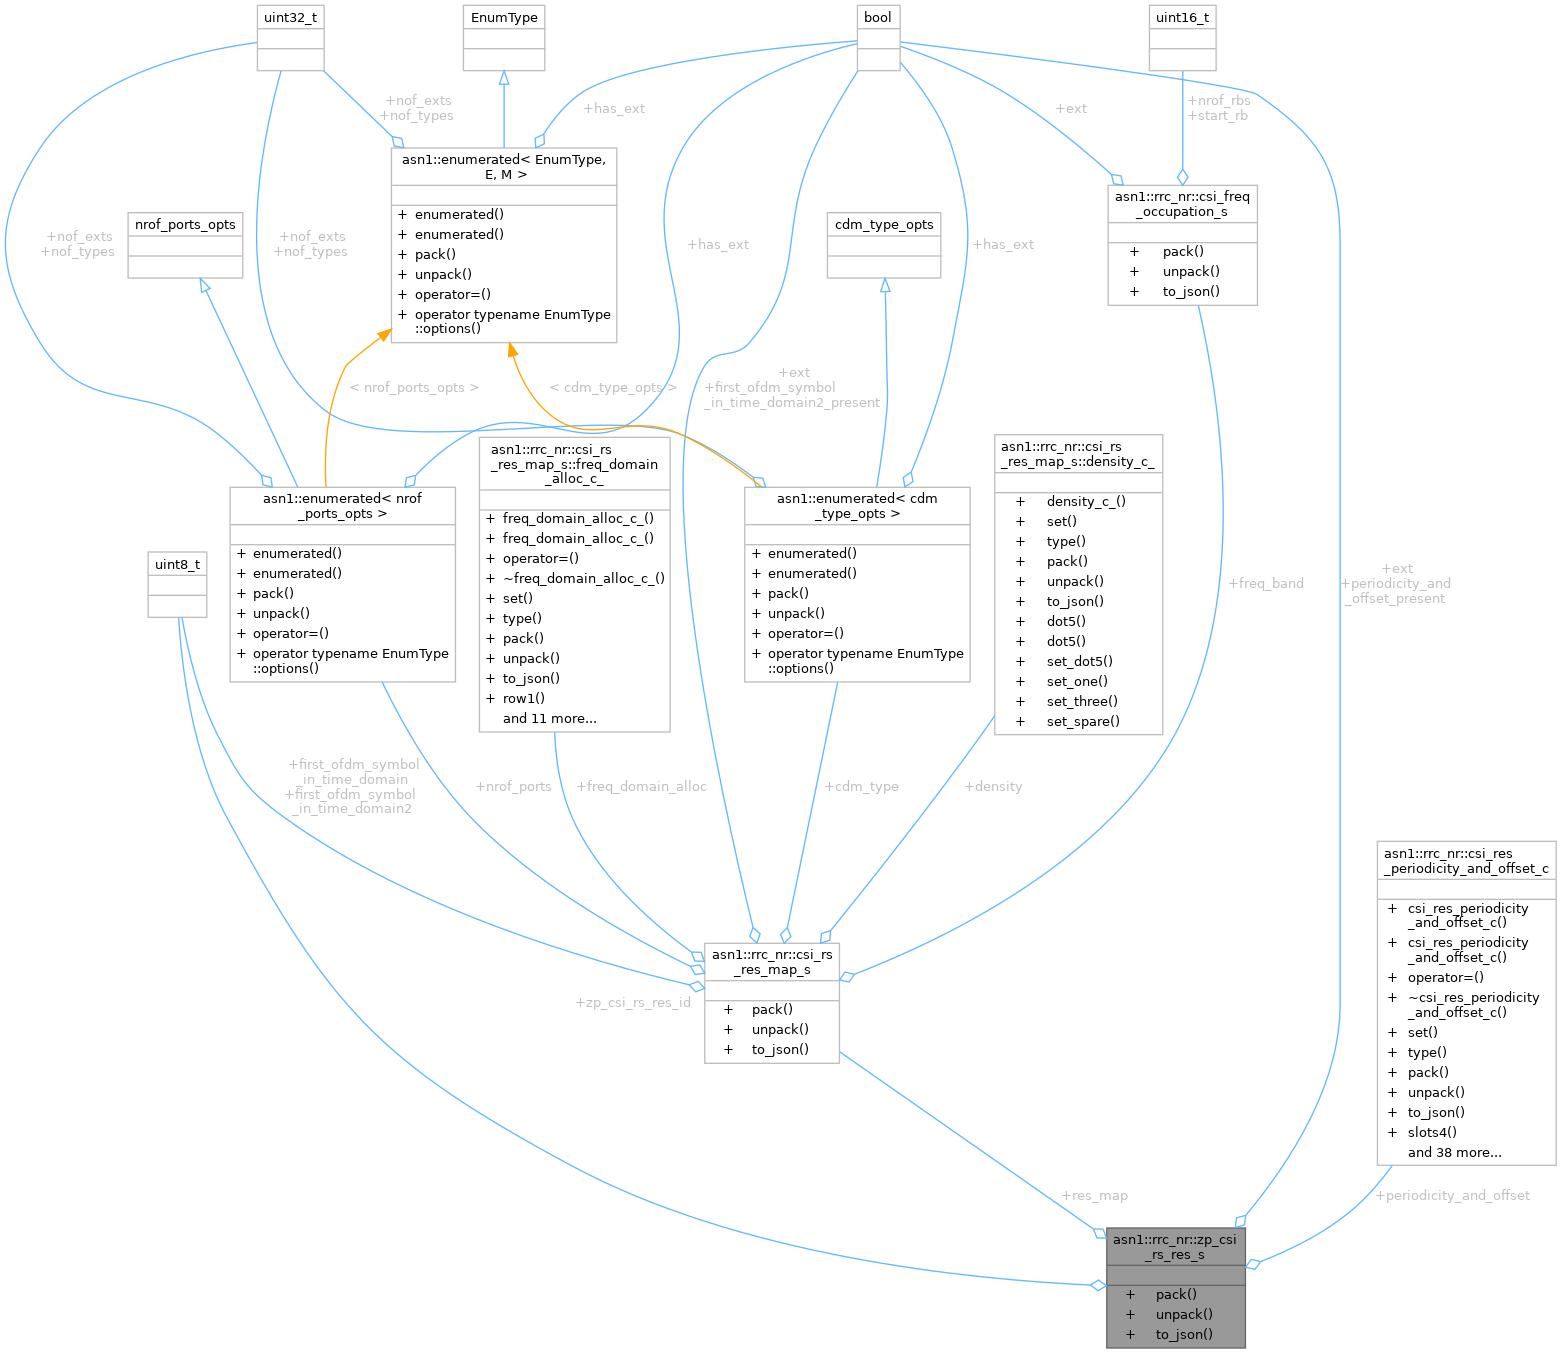 uint32_t
EnumType
bool
uint16_t
+nof_exts
+nof_types
+has_ext
+ext
+nrof_rbs
+start_rb
asn1::enumerated< EnumType,
E, M >
+ enumerated()
+ enumerated()
+ pack()
+ unpack()
+ operator=()
+ operator typename EnumType
::options()
asn1::rrc_nr::csi_freq
_occupation_s
+ pack()
+ unpack()
+ to_json()
nrof_ports_opts
cdm_type_opts
+nof_exts
+nof_types
+nof_exts
+nof_types
+has_ext
+has_ext
< nrof_ports_opts >
< cdm_type_opts >
+ext
+first_ofdm_symbol
_in_time_domain2_present
asn1::enumerated< nrof
_ports_opts >
+ enumerated()
+ enumerated()
+ pack()
+ unpack()
+ operator=()
+ operator typename EnumType
::options()
asn1::rrc_nr::csi_rs
_res_map_s::freq_domain
_alloc_c_
+ freq_domain_alloc_c_()
+ freq_domain_alloc_c_()
+ operator=()
+ ~freq_domain_alloc_c_()
+ set()
+ type()
+ pack()
+ unpack()
+ to_json()
+ row1()
and 11 more...
asn1::enumerated< cdm
_type_opts >
+ enumerated()
+ enumerated()
+ pack()
+ unpack()
+ operator=()
+ operator typename EnumType
::options()
asn1::rrc_nr::csi_rs
_res_map_s::density_c_
+ density_c_()
+ set()
+ type()
+ pack()
+ unpack()
+ to_json()
+ dot5()
+ dot5()
+ set_dot5()
+ set_one()
+ set_three()
+ set_spare()
uint8_t
+freq_band
+ext
+periodicity_and
_offset_present
+first_ofdm_symbol
_in_time_domain
+first_ofdm_symbol
_in_time_domain2
+nrof_ports
+freq_domain_alloc
+cdm_type
+density
asn1::rrc_nr::csi_res
_periodicity_and_offset_c
+ csi_res_periodicity
_and_offset_c()
+ csi_res_periodicity
_and_offset_c()
+ operator=()
+ ~csi_res_periodicity
_and_offset_c()
+ set()
+ type()
+ pack()
+ unpack()
+ to_json()
+ slots4()
and 38 more...
asn1::rrc_nr::csi_rs
_res_map_s
+ pack()
+ unpack()
+ to_json()
+zp_csi_rs_res_id
+res_map
+periodicity_and_offset
asn1::rrc_nr::zp_csi
_rs_res_s
+ pack()
+ unpack()
+ to_json()